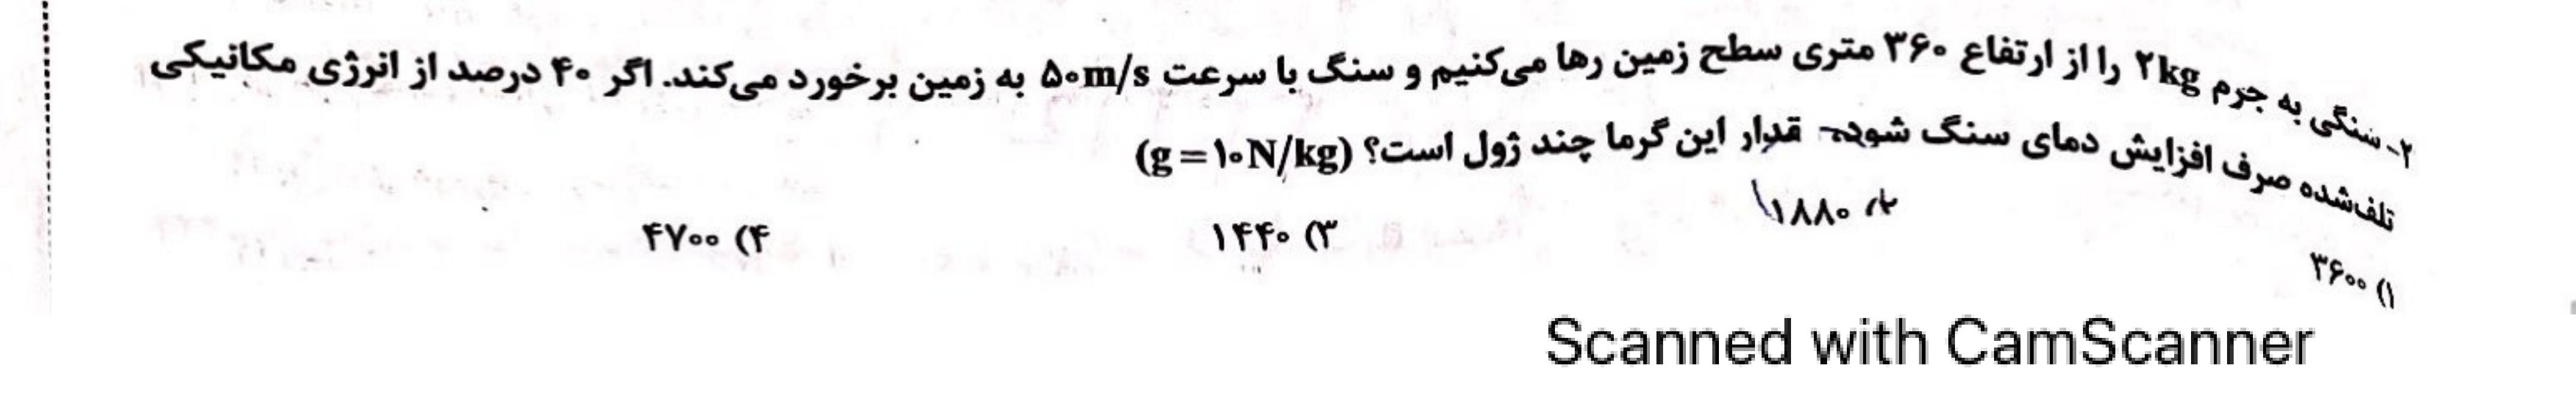 ۲- سنگی به جرم ۲kg را از ارتفاع ۳۶۰ متری سطح زمین رها می‌کنیم و سنگ با سرعت ۵۰m/s به زمین برخورد می‌کند. اگر ۴۰ درصد از انرژی مکانیکی
تلف‌شده صرف افزایش دمای سنگ شود، قدار این گرما چند ژول است؟ (g=۱۰N/kg)
۱) ۳۶۰۰ ۲) ۱۸۸۰ ۳) ۱۴۴۰ ۴) ۴۷۰۰
Scanned with CamScanner